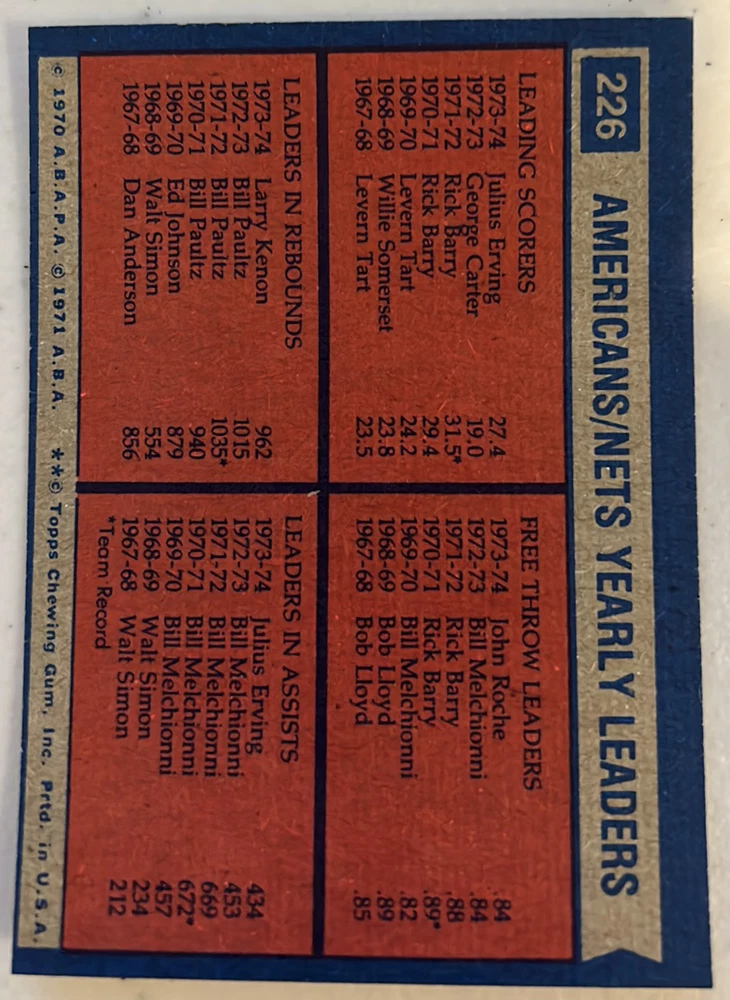 226 AMERICANS/NETS YEARLY LEADERS
LEADING SCORERS
1973-74 Julius Erving 27.4
1972-73 George Carter 19.0
1971-72 Rick Barry 31.5*
1970-71 Rick Barry 29.4
1969-70 Levern Tart 24.2
1968-69 Willie Somerset 23.8
1967-68 Levern Tart 23.5
FREE THROW LEADERS
1973-74 John Roche .84
1972-73 Bill Melchionni .84
1971-72 Rick Barry .88
1970-71 Rick Barry .89*
1969-70 Bill Melchionni .82
1968-69 Bob Lloyd .89
1967-68 Bob Lloyd .85
LEADERS IN REBOUNDS
1973-74 Larry Kenon 962
1972-73 Bill Paultz 1015
1971-72 Bill Paultz 1035*
1970-71 Bill Paultz 940
1969-70 Ed Johnson 879
1968-69 Walt Simon 554
1967-68 Dan Anderson 856
LEADERS IN ASSISTS
1973-74 Julius Erving 434
1972-73 Bill Melchionni 453
1971-72 Bill Melchionni 669
1970-71 Bill Melchionni 672*
1969-70 Bill Melchionni 457
1968-69 Walt Simon 234
1967-68 Walt Simon 212
*Team Record
© 1970 A.B.A.P.A. © 1971 A.B.A. **© Topps Chewing Gum, Inc. Prtd. in U.S.A.